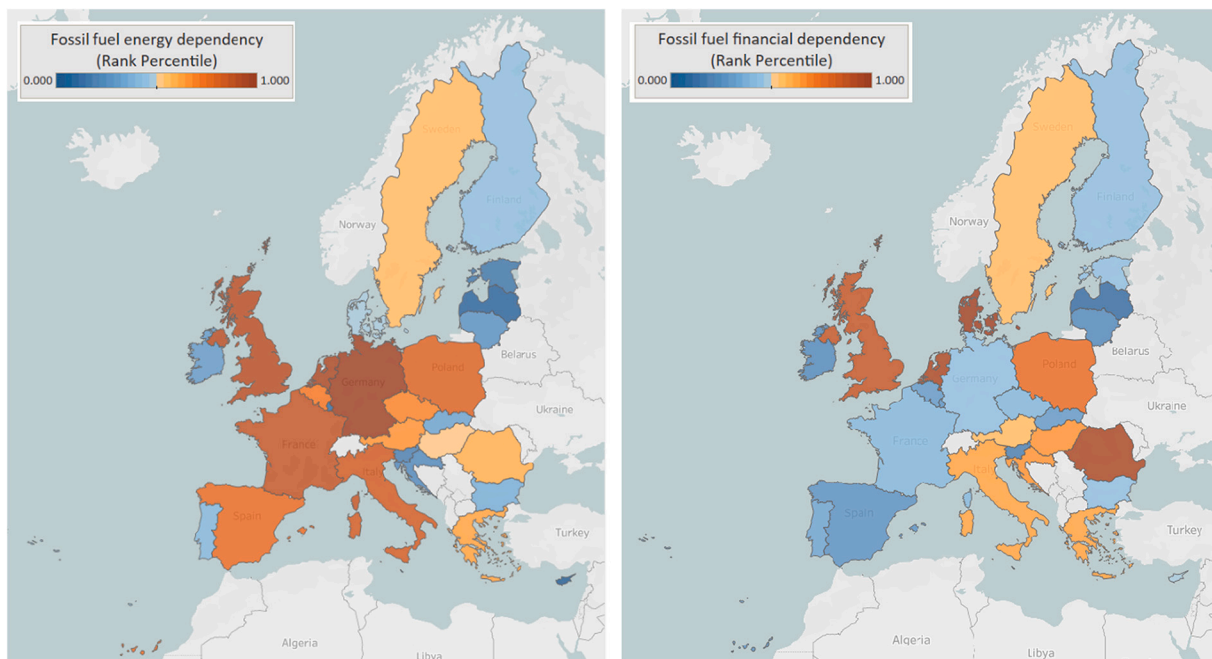 Fossil fuel energy dependency
(Rank Percentile)
0.000
1.000
Sweden
Finland
Norway
Belarus
Poland
Germany
Ukraine
France
Italy
Spain
Turkey
Algeria
Libya
Fossil fuel financial dependency
(Rank Percentile)
0.000
1.000
Sweden
Finland
Norway
Belarus
Poland
Germany
Ukraine
France
Italy
Spain
Turkey
Algeria
Libya